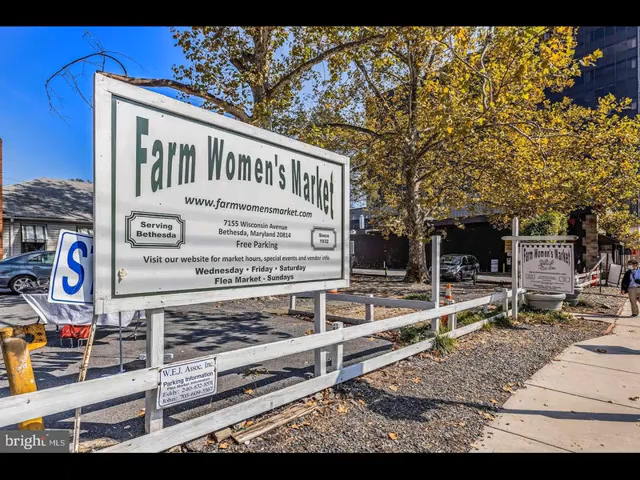 Farm Women's Market
www.farmwomensmarket.com
Serving
Bethesda
7155 Wisconsin Avenue
Bethesda, Maryland 20814
Free Parking
Since
1932
Visit our website for market hours, special events and vendor info.
Wednesday • Friday • Saturday
Flea Market - Sundays
S
W.E.J. Assoc. Inc.
Parking Information
Farm Women's
Market
bright MLS